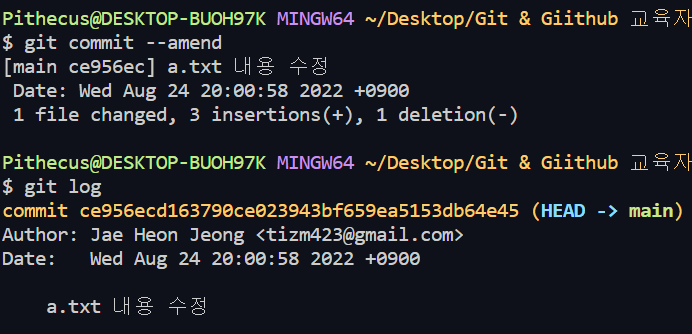 Pithecus@DESKTOP-BUOH97K MINGW64 ~/Desktop/Git & Giithub 교육자
$ git commit --amend
[main ce956ec] a.txt 내용 수정
 Date: Wed Aug 24 20:00:58 2022 +0900
 1 file changed, 3 insertions(+), 1 deletion(-)
Pithecus@DESKTOP-BUOH97K MINGW64 ~/Desktop/Git & Giithub 교육자
$ git log
commit ce956ecd163790ce023943bf659ea5153db64e45 (HEAD -> main)
Author: Jae Heon Jeong <tizm423@gmail.com>
Date:   Wed Aug 24 20:00:58 2022 +0900
    a.txt 내용 수정